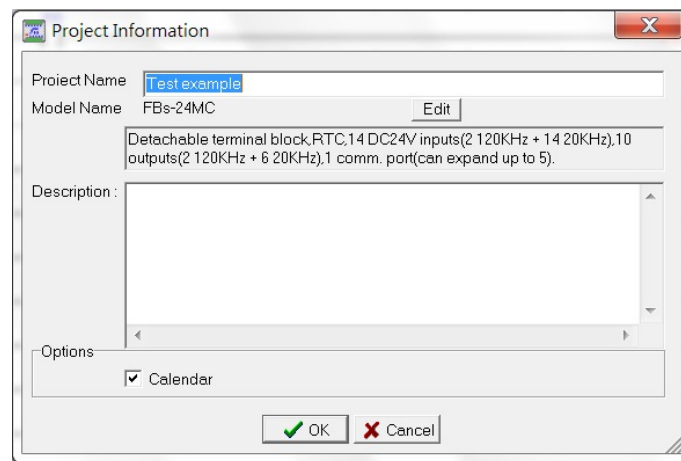 Project Information
Project Name
Test example
Model Name
FBs-24MC
Edit
Detachable terminal block,RTC,14 DC24V inputs(2 120KHz + 14 20KHz),10
outputs(2 120KHz + 6 20KHz),1 comm. port(can expand up to 5).
Description :
Options
Calendar
OK
Cancel